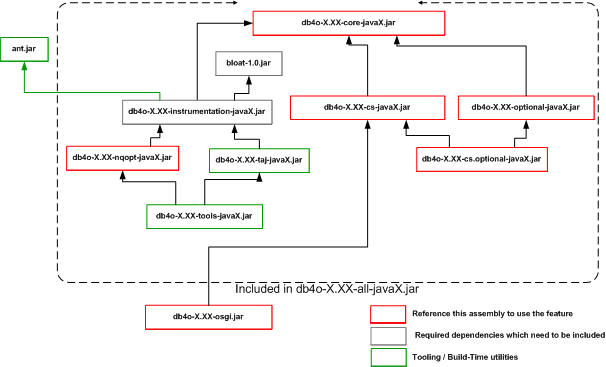 db4o-X.XX-core-javaX.jar
ant.jar
bloat-1.0.jar
db4o-X.XX-instrumentation-javaX.jar
db4o-X.XX-cs-javaX.jar
db4o-X.XX-optional-javaX.jar
db4o-X.XX-nqopt-javaX.jar
db4o-X.XX-taj-javaX.jar
db4o-X.XX-cs.optional-javaX.jar
db4o-X.XX-tools-javaX.jar
Included in db4o-X.XX-all-javaX.jar
db4o-X.XX-osgi.jar
Reference this assembly to use the feature
Required dependencies which need to be included
Tooling / Build-Time utilities